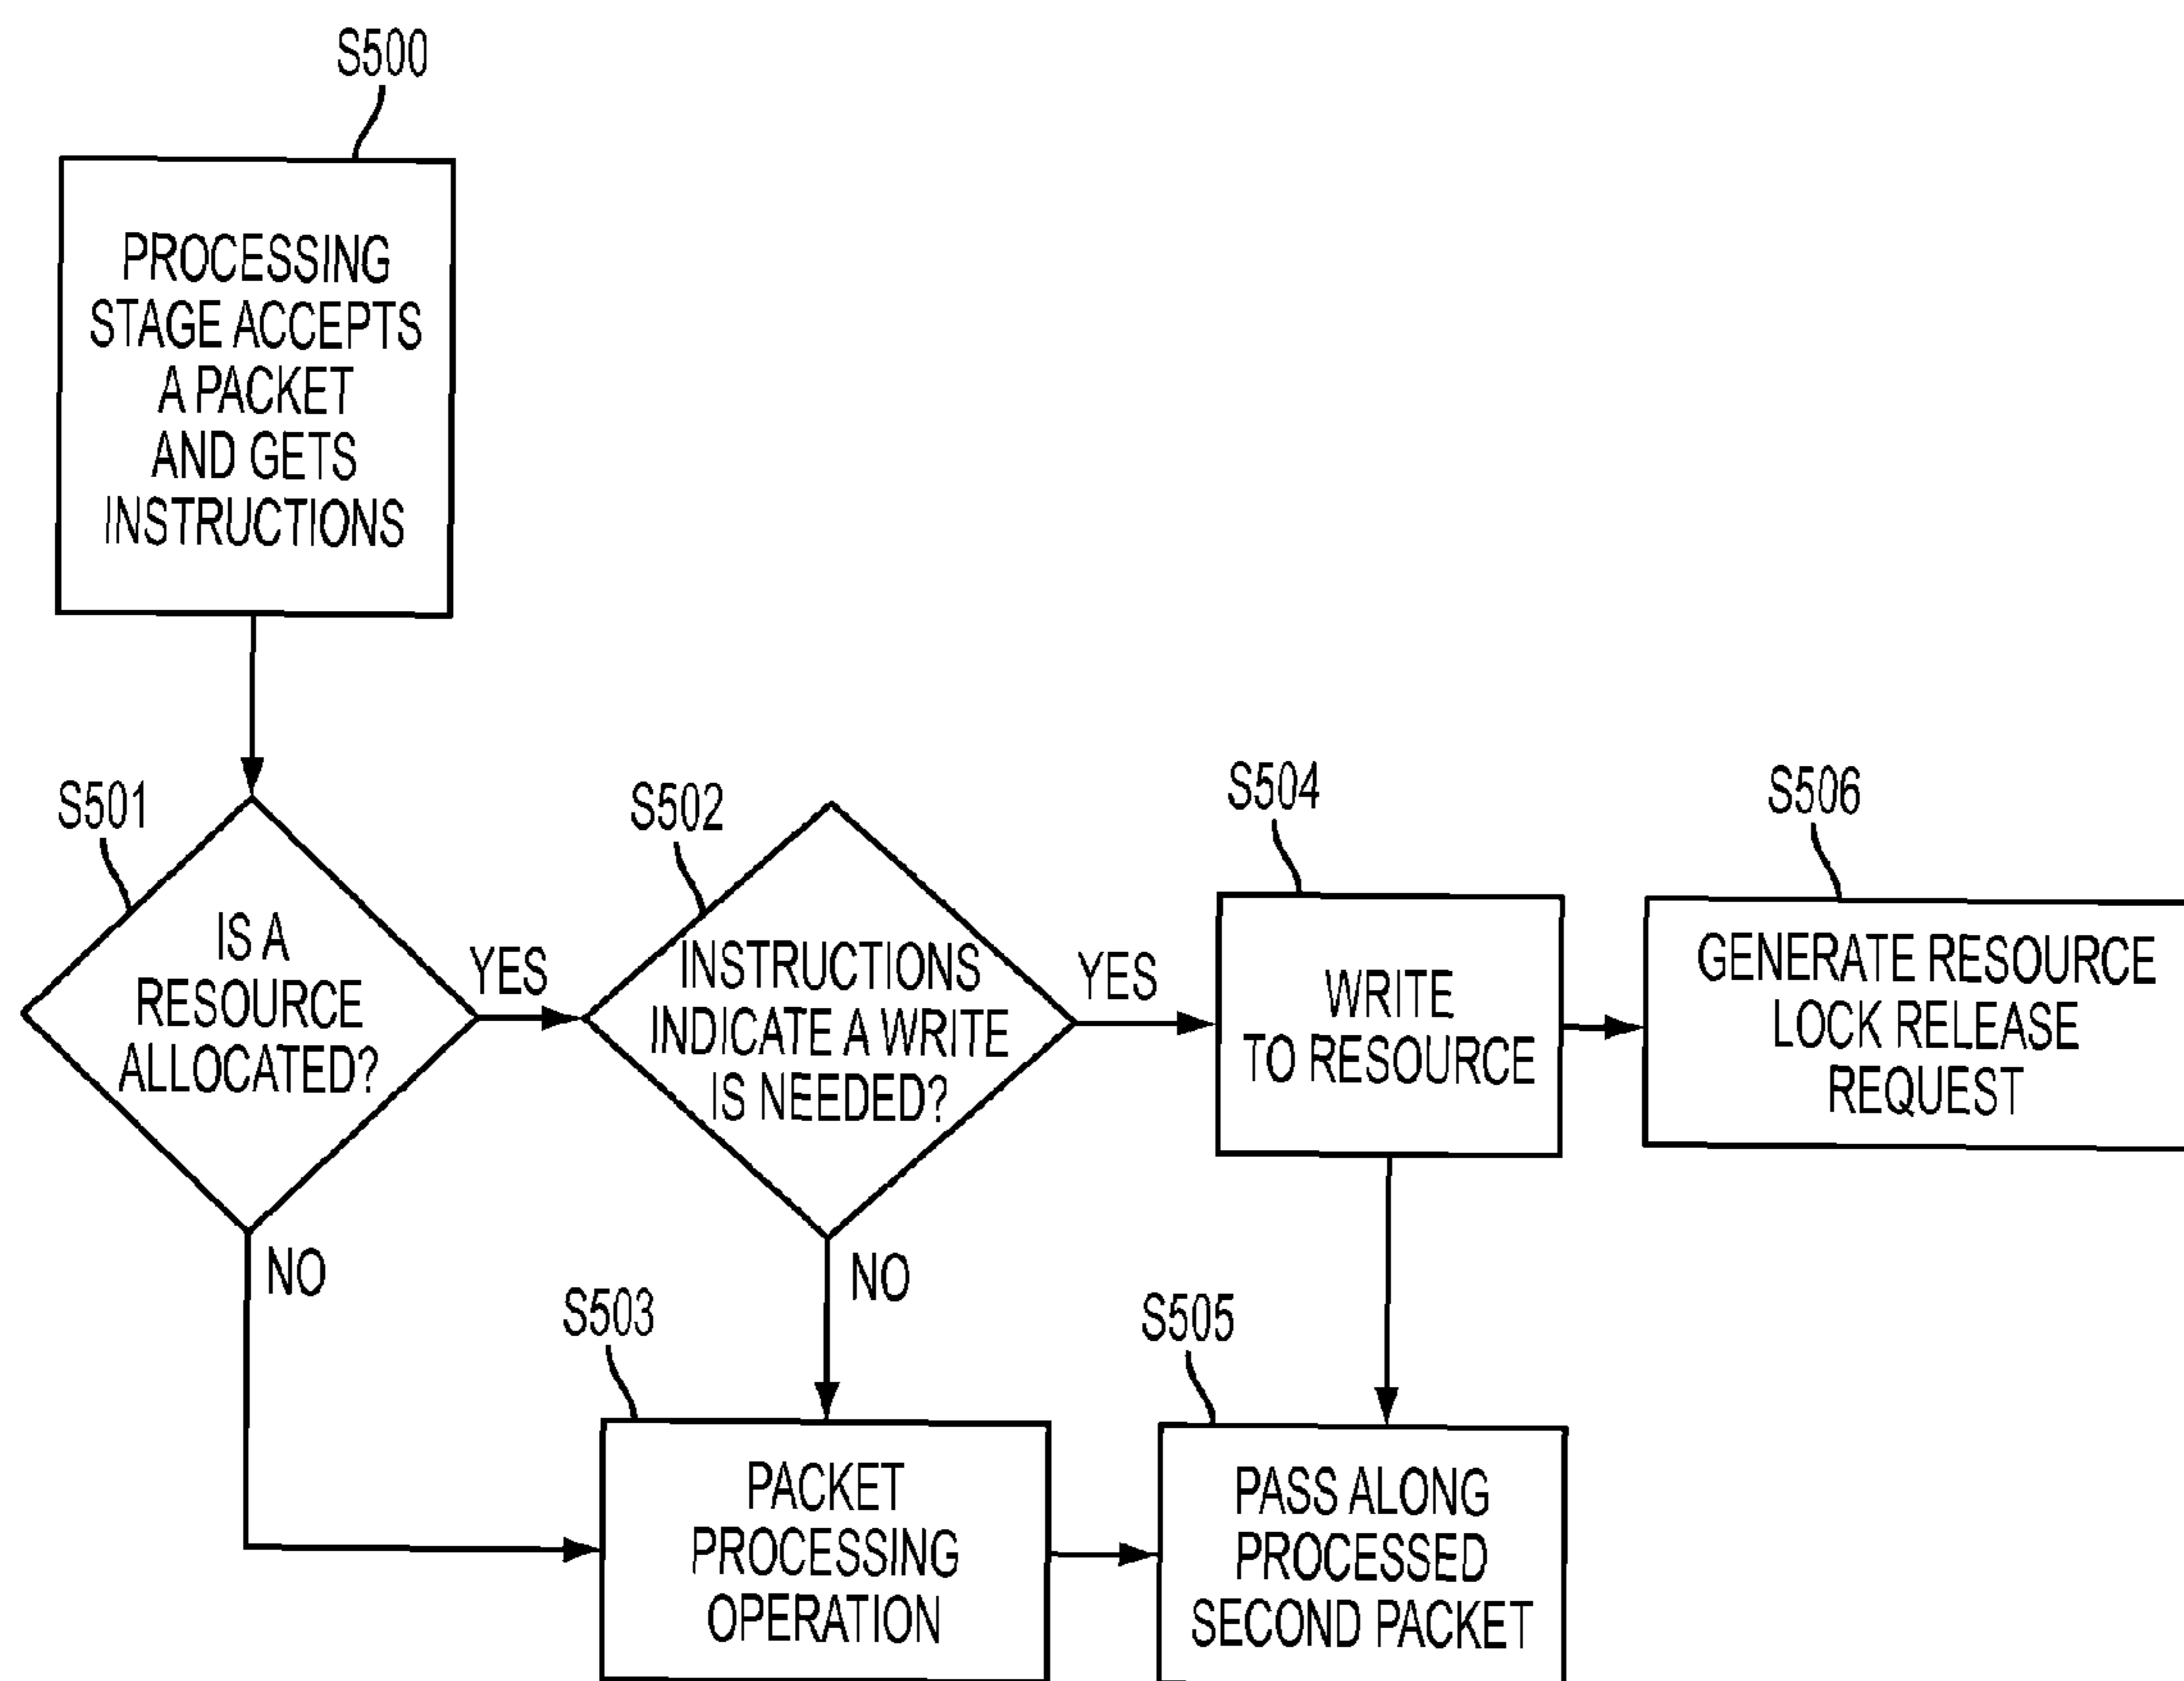 S500
PROCESSING
STAGE ACCEPTS
A PACKET
AND GETS
INSTRUCTIONS
S501
IS A
RESOURCE
ALLOCATED?
YES
NO
S502
INSTRUCTIONS
INDICATE A WRITE
IS NEEDED?
YES
NO
S504
WRITE
TO RESOURCE
S506
GENERATE RESOURCE
LOCK RELEASE
REQUEST
S503
PACKET
PROCESSING
OPERATION
S505
PASS ALONG
PROCESSED
SECOND PACKET